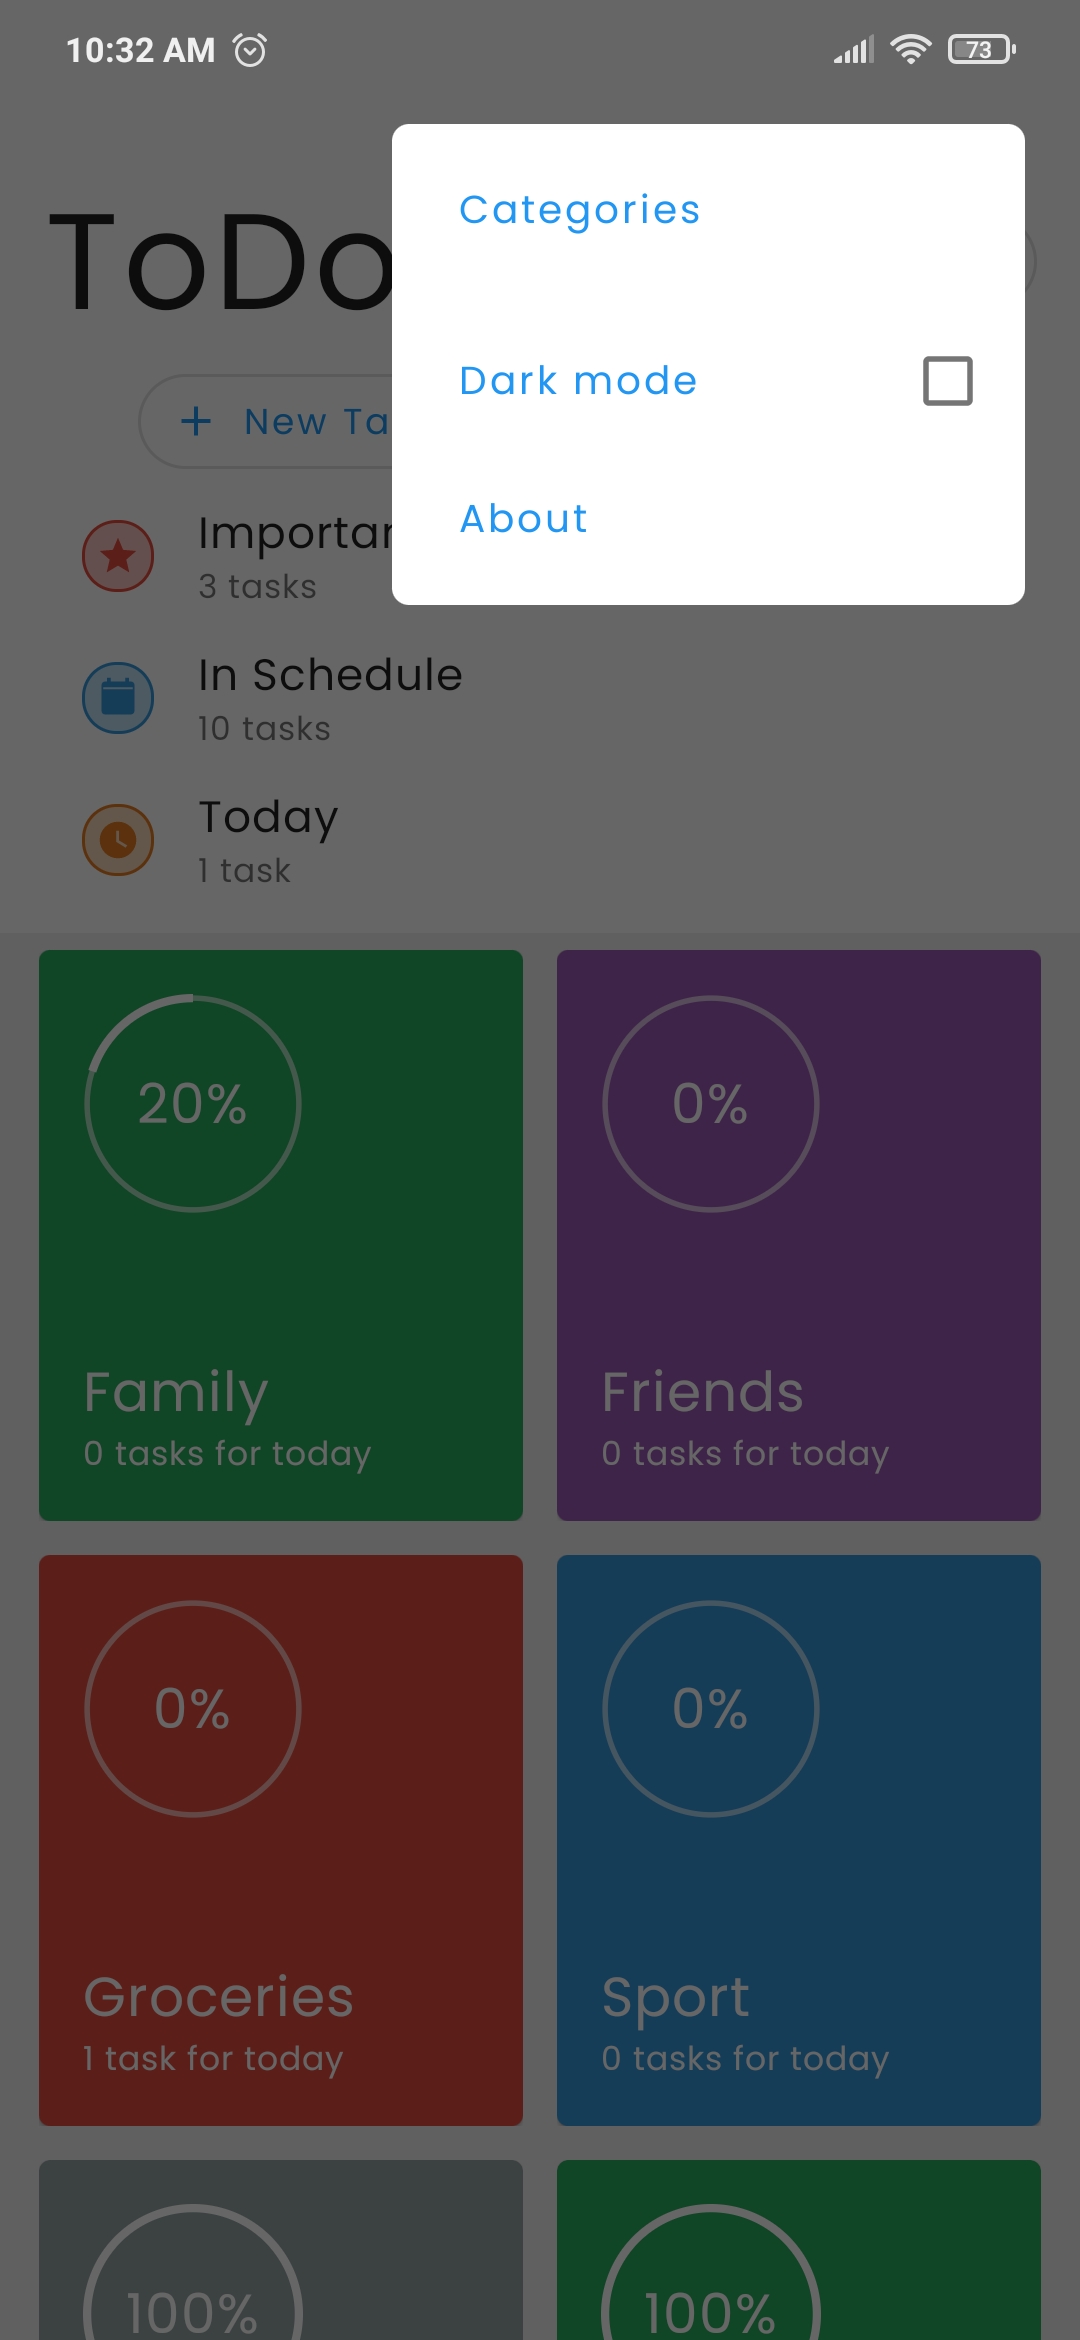 10:32 AM
73
Categories
ToDo
Dark mode
New Ta
About
Importan
3 tasks
In Schedule
10 tasks
Today
1 task
20%
0%
Family
Friends
0 tasks for today
0 tasks for today
0%
0%
Groceries
Sport
1 task for today
0 tasks for today
100%
100%